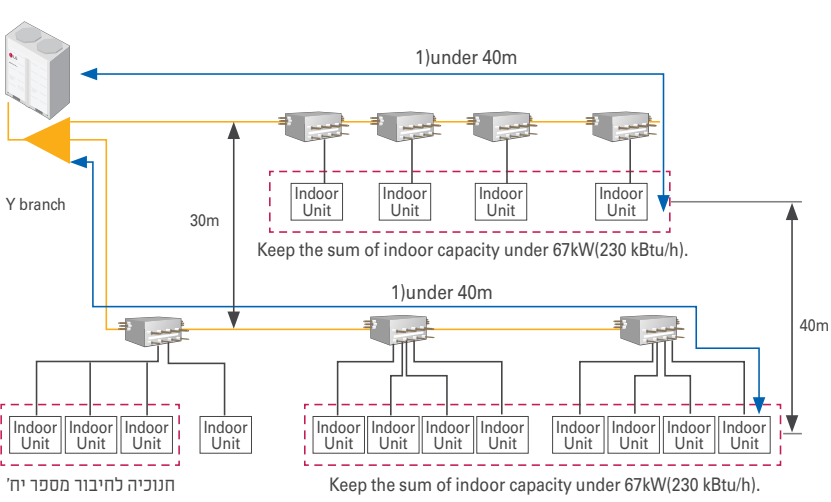 LG
1)under 40m
Indoor Unit
Indoor Unit
Indoor Unit
Indoor Unit
Y branch
30m
Keep the sum of indoor capacity under 67kW(230 kBtu/h).
1)under 40m
40m
Indoor Unit
Indoor Unit
Indoor Unit
Indoor Unit
Indoor Unit
Indoor Unit
Indoor Unit
Indoor Unit
Indoor Unit
Indoor Unit
Indoor Unit
Indoor Unit
חנוכיה לחיבור מספר יח'
Keep the sum of indoor capacity under 67kW(230 kBtu/h).